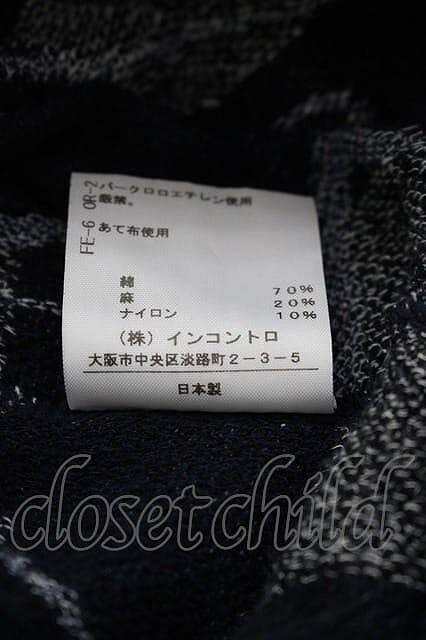 OR-2 パークロロエチレン使用
厳禁。
FE-6 あて布使用
綿 70%
麻 20%
ナイロン 10%
(株) インコントロ
大阪市中央区淡路町2-3-5
日本製
closetchild